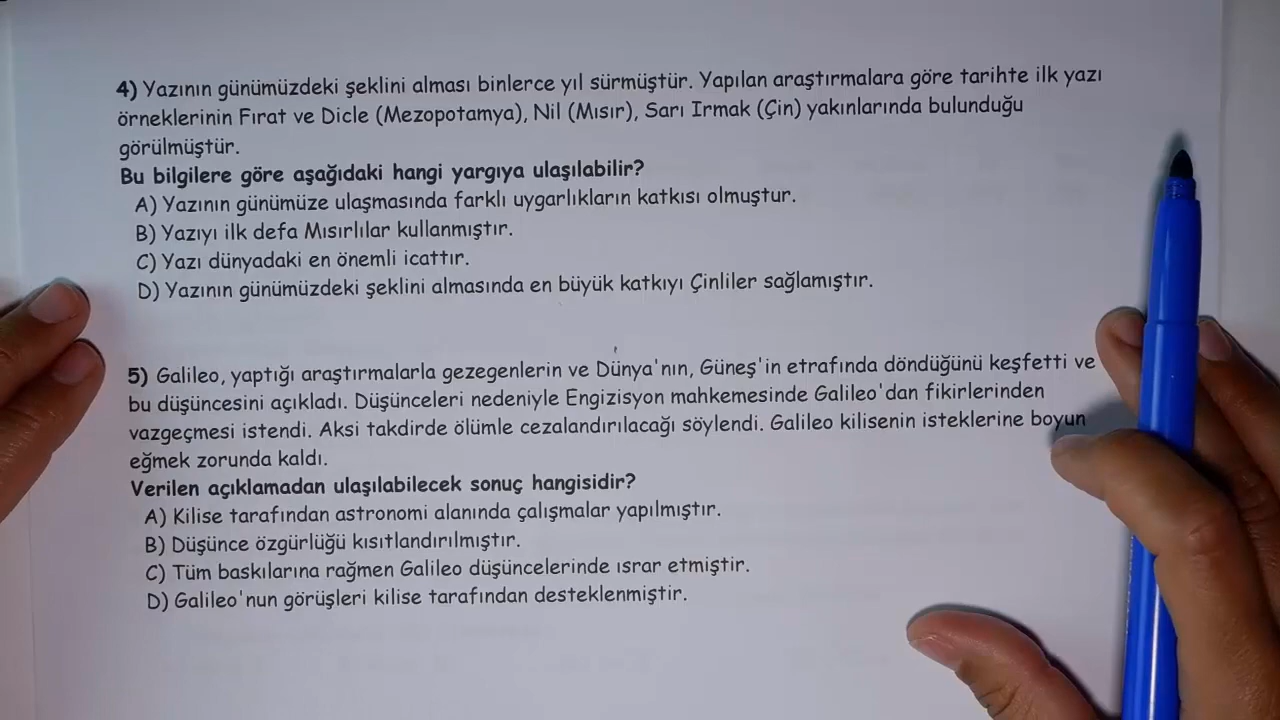 4) Yazının günümüzdeki şeklini alması binlerce yıl sürmüştür. Yapılan araştırmalara göre tarihte ilk yazı
örneklerinin Fırat ve Dicle (Mezopotamya), Nil (Mısır), Sarı Irmak (Çin) yakınlarında bulunduğu
görülmüştür.
Bu bilgilere göre aşağıdaki hangi yargıya ulaşılabilir?
A) Yazının günümüze ulaşmasında farklı uygarlıkların katkısı olmuştur.
B) Yazıyı ilk defa Mısırlılar kullanmıştır.
C) Yazı dünyadaki en önemli icattır.
D) Yazının günümüzdeki şeklini almasında en büyük katkıyı Çinliler sağlamıştır.
5) Galileo, yaptığı araştırmalarla gezegenlerin ve Dünya'nın, Güneş'in etrafında döndüğünü keşfetti ve
bu düşüncesini açıkladı. Düşünceleri nedeniyle Engizisyon mahkemesinde Galileo'dan fikirlerinden
vazgeçmesi istendi. Aksi takdirde ölümle cezalandırılacağı söylendi. Galileo kilisenin isteklerine boyun
eğmek zorunda kaldı.
Verilen açıklamadan ulaşılabilecek sonuç hangisidir?
A) Kilise tarafından astronomi alanında çalışmalar yapılmıştır.
B) Düşünce özgürlüğü kısıtlandırılmıştır.
C) Tüm baskılarına rağmen Galileo düşüncelerinde ısrar etmiştir.
D) Galileo'nun görüşleri kilise tarafından desteklenmiştir.